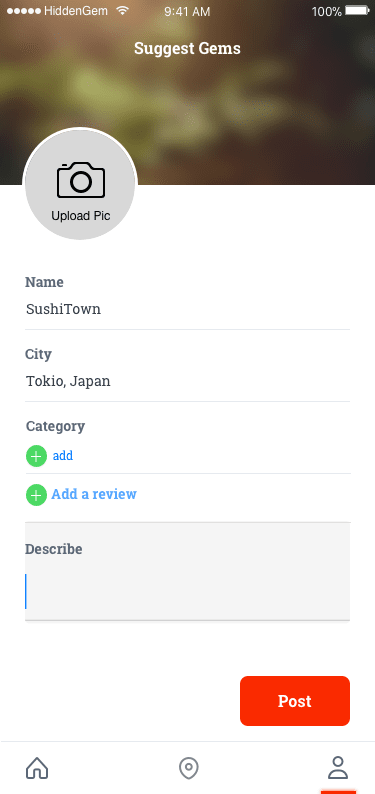 HiddenGem 9:41 AM 100%
Suggest Gems
Upload Pic
Name
SushiTown
City
Tokio, Japan
Category
add
Add a review
Describe
Post